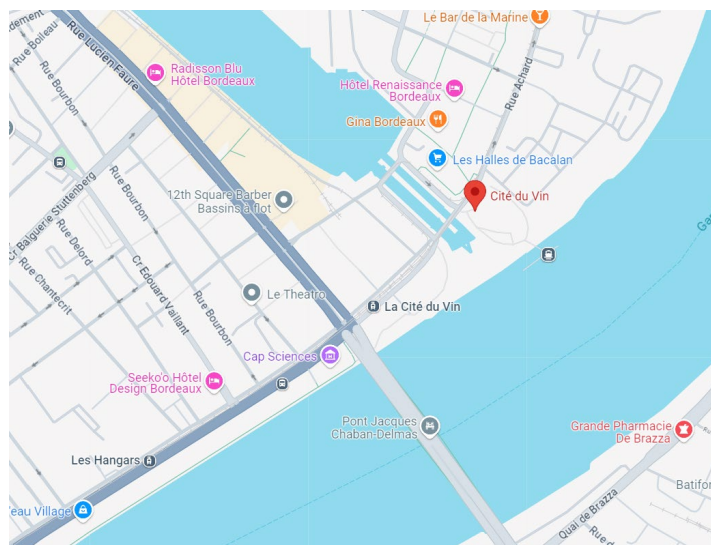 Le Bar de la Marine
Rue Lucien Faure
Rue Bourbon
Radisson Blu
Hôtel Bordeaux
Hôtel Renaissance
Bordeaux
Rue Achard
Gina Bordeaux
Les Halles de Bacalan
Rue Bourbon
12th Square Barber
Bassins à flot
Cité du Vin
Cr Balguerie Stuttenberg
Rue Delord
Rue Chantecrit
Cr Edouard Vaillant
Rue Bourbon
Le Theatro
La Cité du Vin
Cap Sciences
Seeko'o Hôtel
Design Bordeaux
Pont Jacques
Chaban-Delmas
Grande Pharmacie
De Brazza
Les Hangars
Batifor
'eau Village
Quai de Brazza